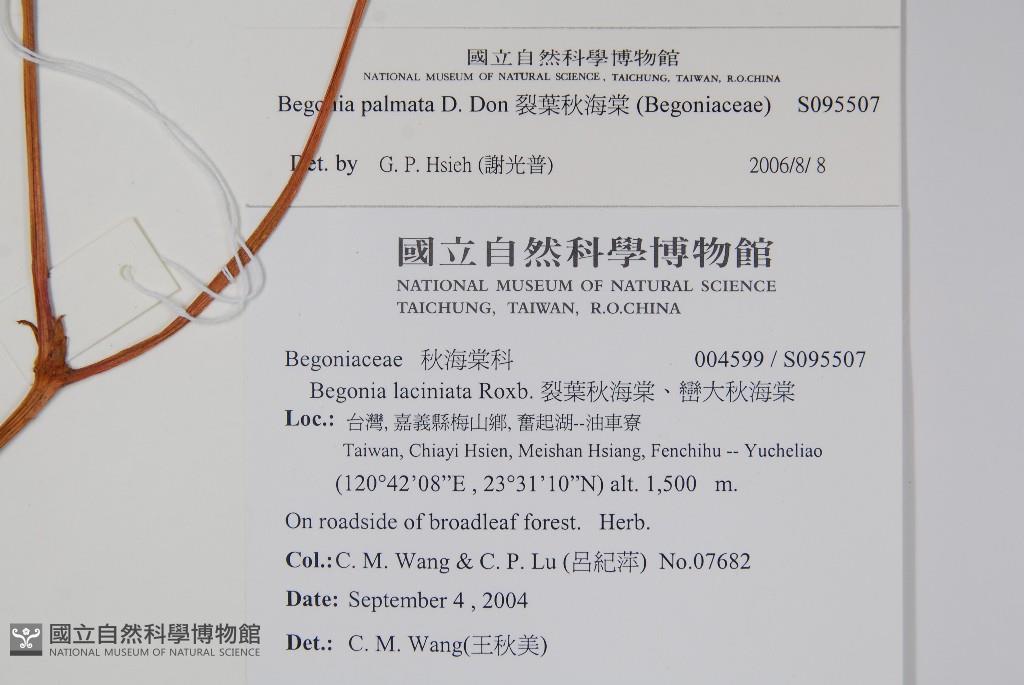 國立自然科學博物館
NATIONAL MUSEUM OF NATURAL SCIENCE, TAICHUNG, TAIWAN, R.O.CHINA
Begonia palmata D. Don 裂葉秋海棠 (Begoniaceae) S095507
Det. by G. P. Hsieh (謝光普) 2006/8/ 8
國立自然科學博物館
NATIONAL MUSEUM OF NATURAL SCIENCE
TAICHUNG, TAIWAN, R.O.CHINA
Begoniaceae 秋海棠科 004599 / S095507
Begonia laciniata Roxb. 裂葉秋海棠、巒大秋海棠
Loc.: 台灣, 嘉義縣梅山鄉, 奮起湖--油車寮
Taiwan, Chiayi Hsien, Meishan Hsiang, Fenchihu -- Yucheliao
(120°42’08”E , 23°31’10”N) alt. 1,500 m.
On roadside of broadleaf forest. Herb.
Col.: C. M. Wang & C. P. Lu (呂紀萍) No.07682
Date: September 4 , 2004
Det.: C. M. Wang(王秋美)
國立自然科學博物館
NATIONAL MUSEUM OF NATURAL SCIENCE